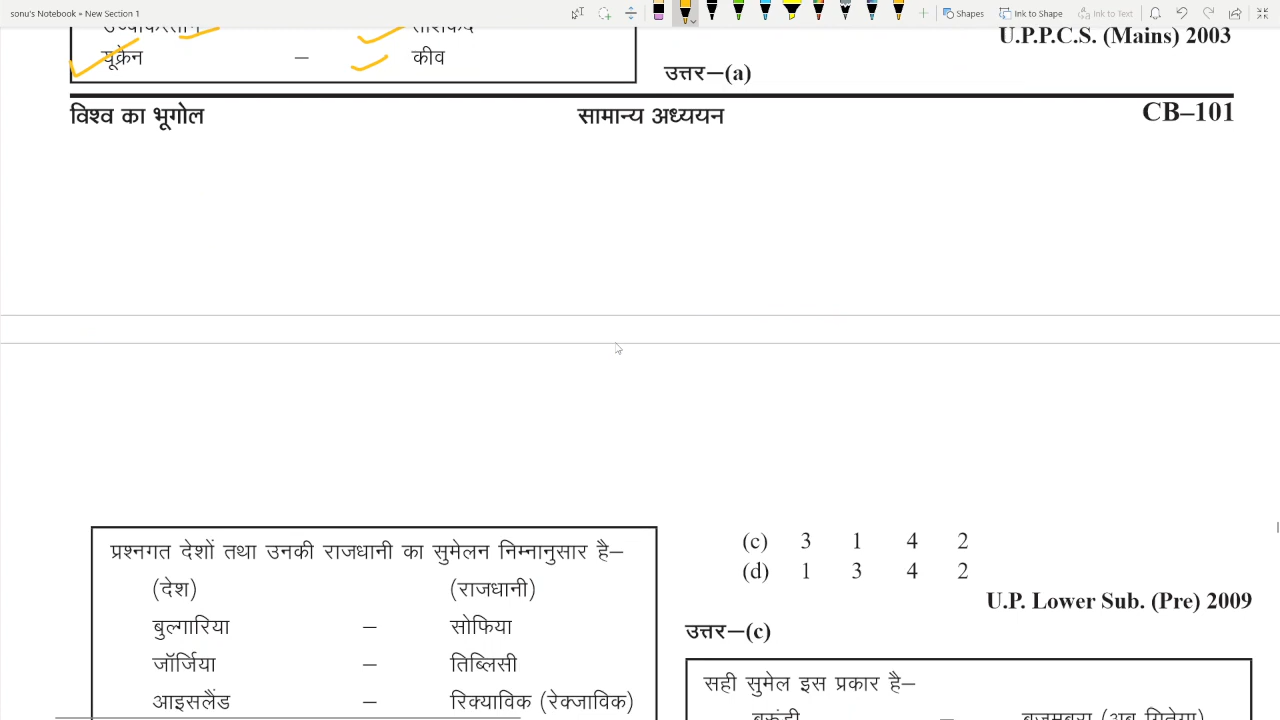 sonu's Notebook » New Section 1
Shapes Ink to Shape Ink to Text
यूक्रेन – कीव
U.P.P.C.S. (Mains) 2003
उत्तर–(a)
विश्व का भूगोल सामान्य अध्ययन CB–101
प्रश्नगत देशों तथा उनकी राजधानी का सुमेलन निम्नानुसार है–
(देश) (राजधानी)
बुल्गारिया – सोफिया
जॉर्जिया – तिब्लिसी
आइसलैंड – रिक्याविक (रेक्जाविक)
(c) 3 1 4 2
(d) 1 3 4 2
U.P. Lower Sub. (Pre) 2009
उत्तर–(c)
सही सुमेल इस प्रकार है–